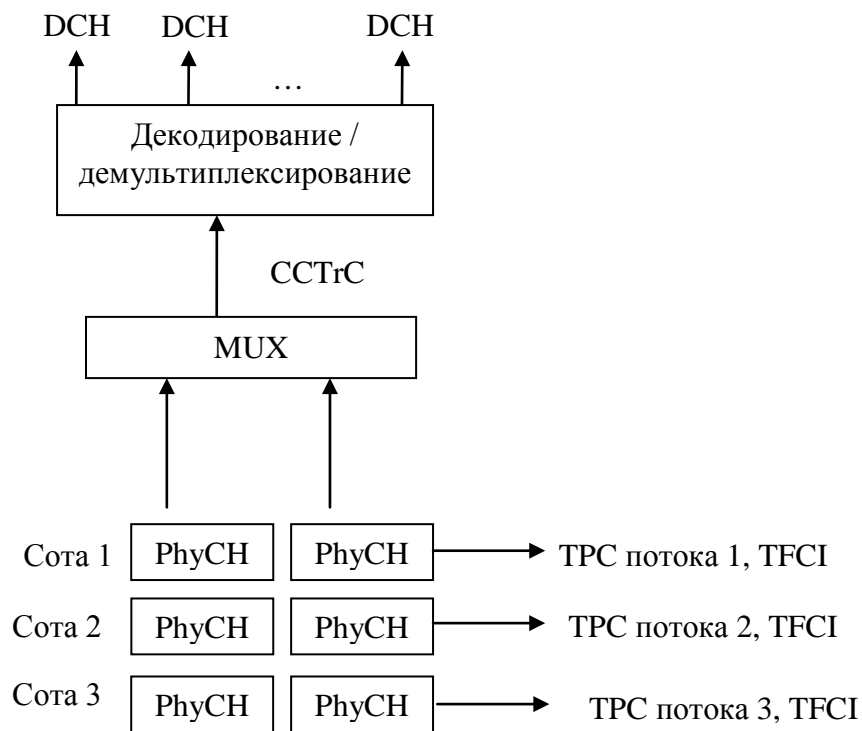 DCH DCH DCH
...
Декодирование /
демультиплексирование
CCTrC
MUX
Сота 1 PhyCH PhyCH TPC потока 1, TFCI
Сота 2 PhyCH PhyCH TPC потока 2, TFCI
Сота 3 PhyCH PhyCH TPC потока 3, TFCI